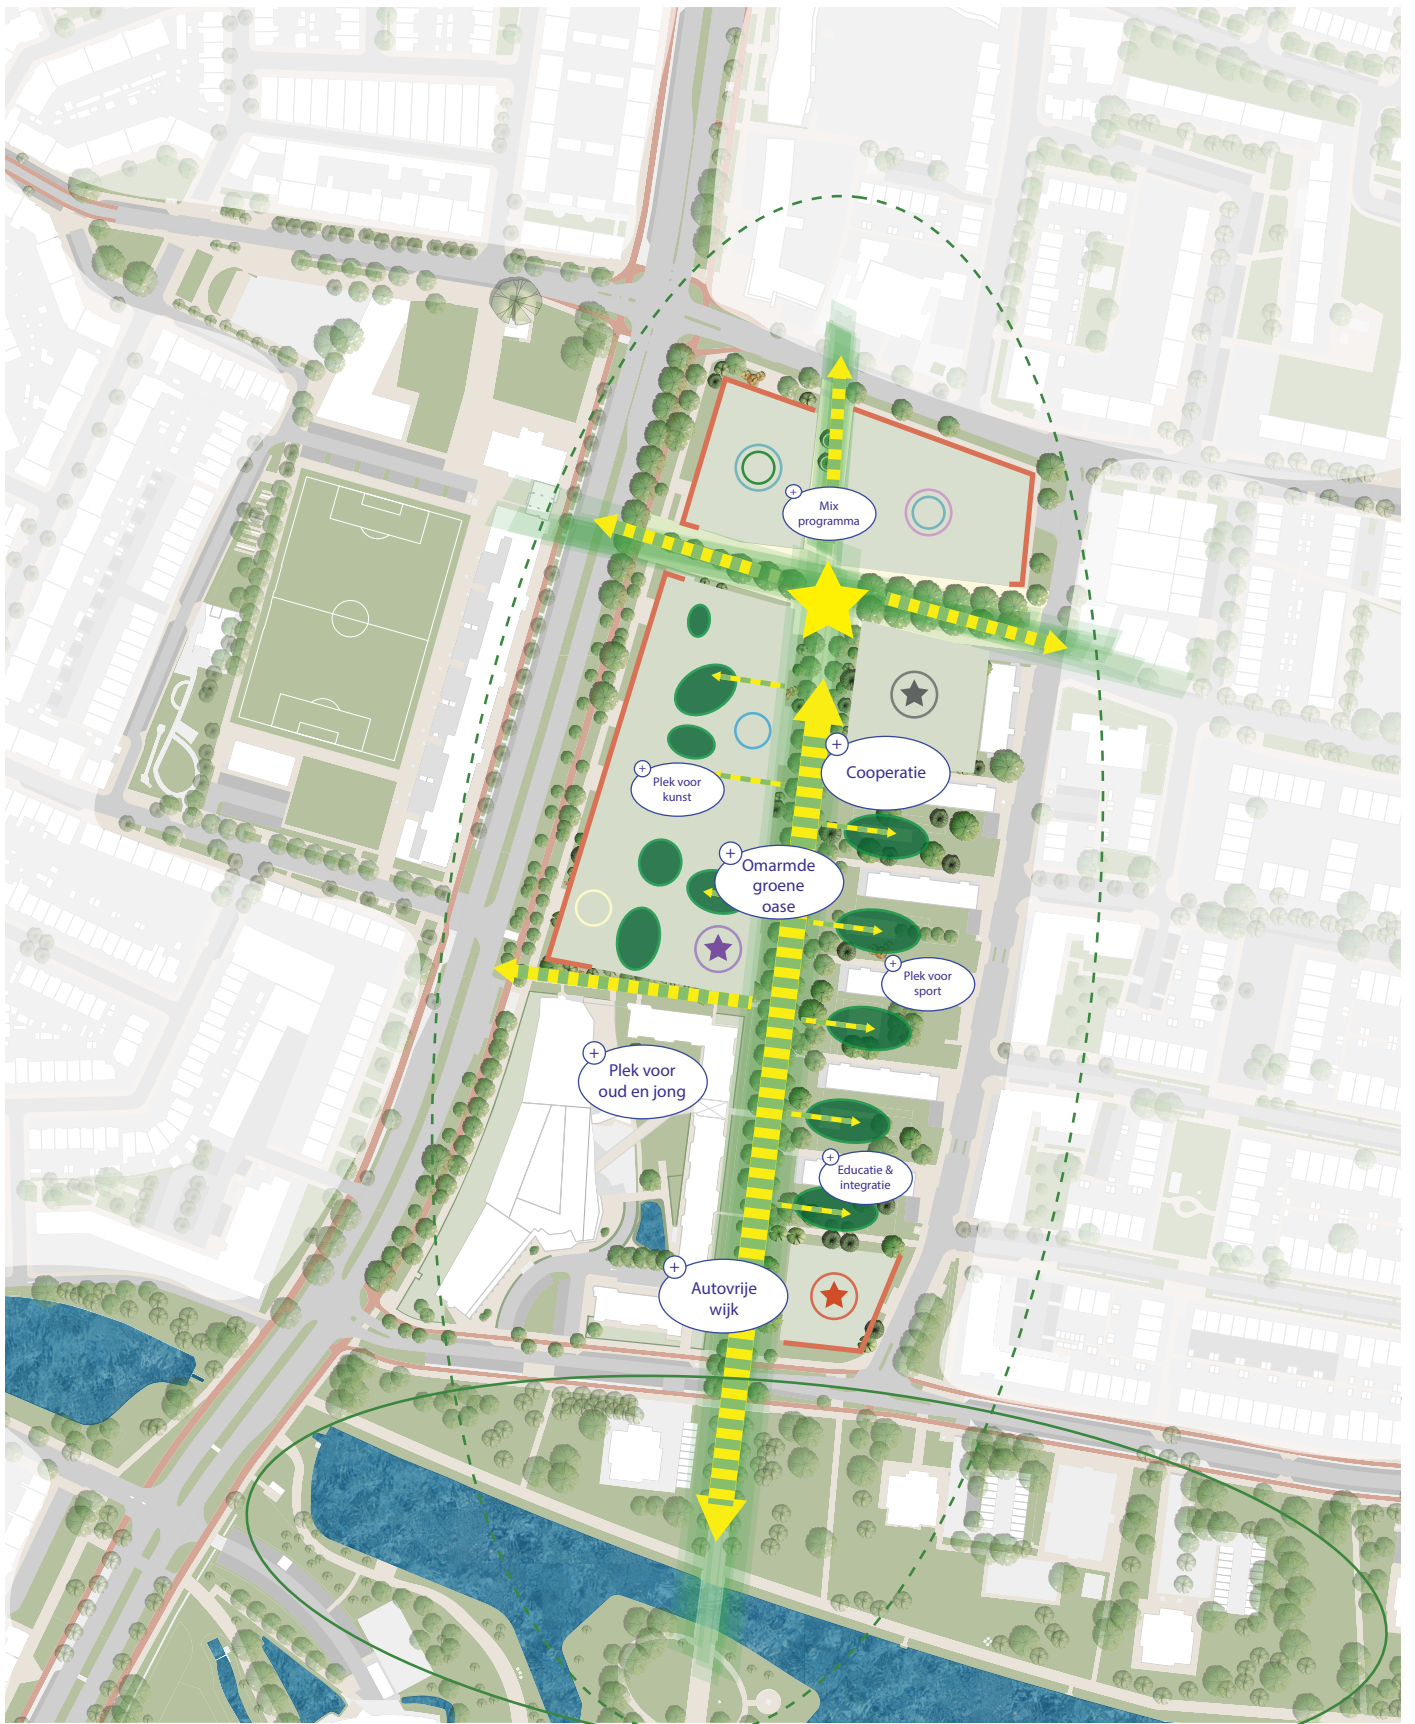 +
Mix
programma
+
Cooperatie
+
Plek voor
kunst
+
Omarmde
groene
oase
+
Plek voor
sport
+
Plek voor
oud en jong
+
Educatie &
integratie
+
Autovrije
wijk